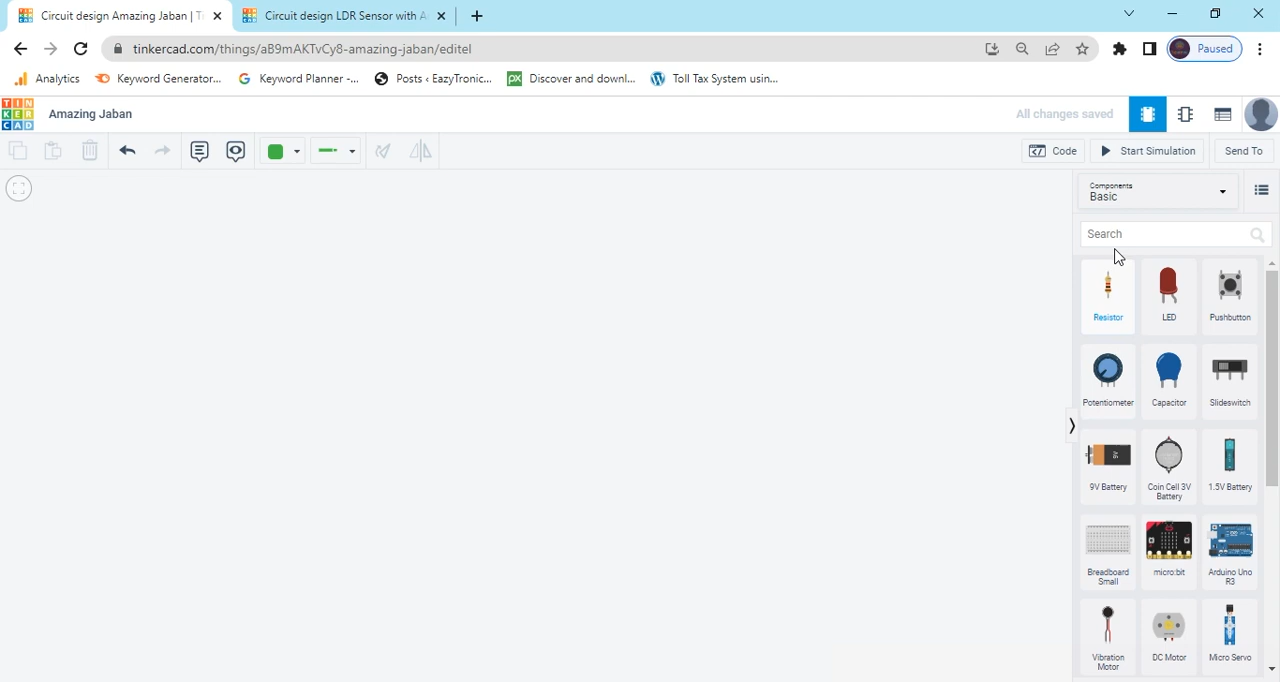 Circuit design Amazing Jaban | T
Circuit design LDR Sensor with A
tinkercad.com/things/aB9mAKTvCy8-amazing-jaban/editel
Paused
Analytics
Keyword Generator...
Keyword Planner -...
Posts ‹ Eazyltronic...
Discover and downl...
Toll Tax System usin...
TIN
KER
CAD
Amazing Jaban
All changes saved
Code
Start Simulation
Send To
Components
Basic
Search
Resistor
LED
Pushbutton
Potentiometer
Capacitor
Slideswitch
9V Battery
Coin Cell 3V
Battery
1.5V Battery
Breadboard
Small
micro:bit
Arduino Uno
R3
Vibration
Motor
DC Motor
Micro Servo